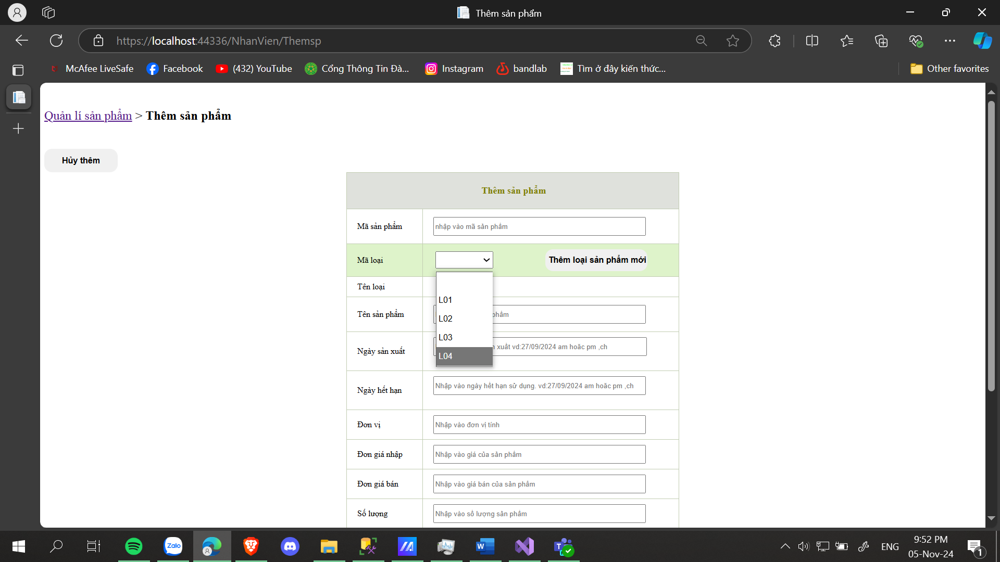 Thêm sản phẩm
https://localhost:44336/NhanVien/Themsp
McAfee LiveSafe
Facebook
(432) YouTube
Cổng Thông Tin Đà...
Instagram
bandlab
Tìm ở đây kiến thức...
Other favorites
Quản lí sản phẩm > Thêm sản phẩm
Hủy thêm
Thêm sản phẩm
Mã sản phẩm
nhập vào mã sản phẩm
Mã loại
Thêm loại sản phẩm mới
Tên loại
L01
L02
L03
L04
Tên sản phẩm
phẩm
Ngày sản xuất
xuất vd:27/09/2024 am hoăc pm ,ch
Ngày hết hạn
Nhập vào ngày hết hạn sử dụng. vd:27/09/2024 am hoăc pm ,ch
Đơn vị
Nhập vào đơn vị tính
Đơn giá nhập
Nhập vào giá của sản phẩm
Đơn giá bán
Nhập vào giá bán của sản phẩm
Số lượng
Nhập vào số lượng sản phẩm
Zalo
ENG
9:52 PM
05-Nov-24
1